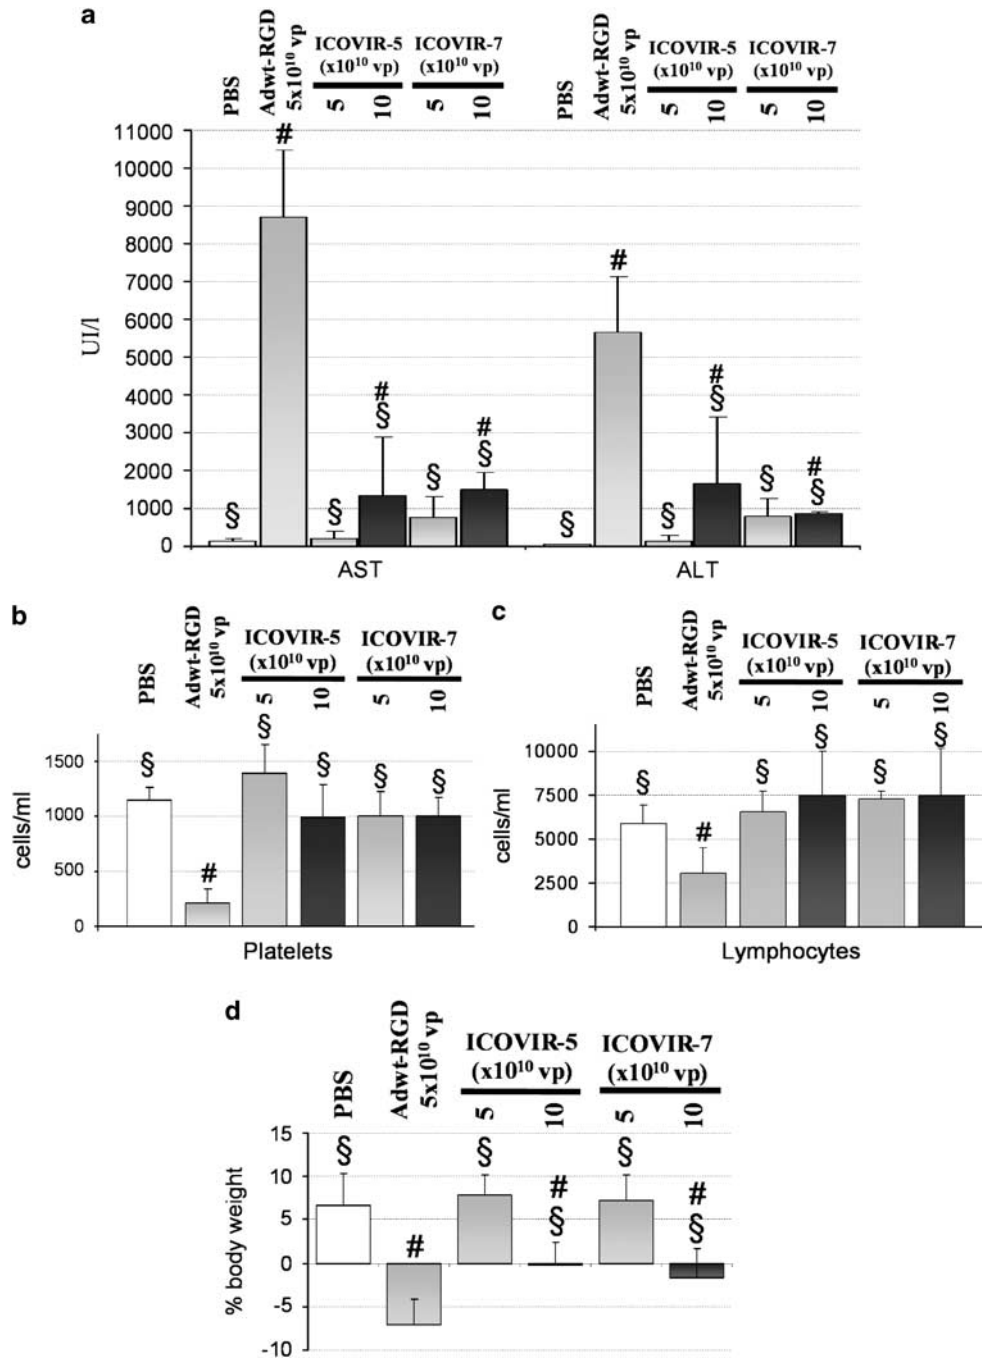 a
PBS
Adwt-RGD
5x10¹⁰ vp
ICOVIR-5
(x10¹⁰ vp)
5
10
ICOVIR-7
(x10¹⁰ vp)
5
10
PBS
Adwt-RGD
5x10¹⁰ vp
ICOVIR-5
(x10¹⁰ vp)
5
10
ICOVIR-7
(x10¹⁰ vp)
5
10
UI/l
11000
10000
9000
8000
7000
6000
5000
4000
3000
2000
1000
0
§
#
§
#
§
§
#
§
§
#
§
#
§
§
#
§
AST
ALT
b
PBS
Adwt-RGD
5x10¹⁰ vp
ICOVIR-5
(x10¹⁰ vp)
5
10
ICOVIR-7
(x10¹⁰ vp)
5
10
cells/ml
1500
1000
500
0
§
#
§
§
§
§
Platelets
c
PBS
Adwt-RGD
5x10¹⁰ vp
ICOVIR-5
(x10¹⁰ vp)
5
10
ICOVIR-7
(x10¹⁰ vp)
5
10
cells/ml
10000
7500
5000
2500
0
§
#
§
§
§
§
Lymphocytes
d
PBS
Adwt-RGD
5x10¹⁰ vp
ICOVIR-5
(x10¹⁰ vp)
5
10
ICOVIR-7
(x10¹⁰ vp)
5
10
% body weight
15
10
5
0
-5
-10
§
#
§
#
§
§
#
§